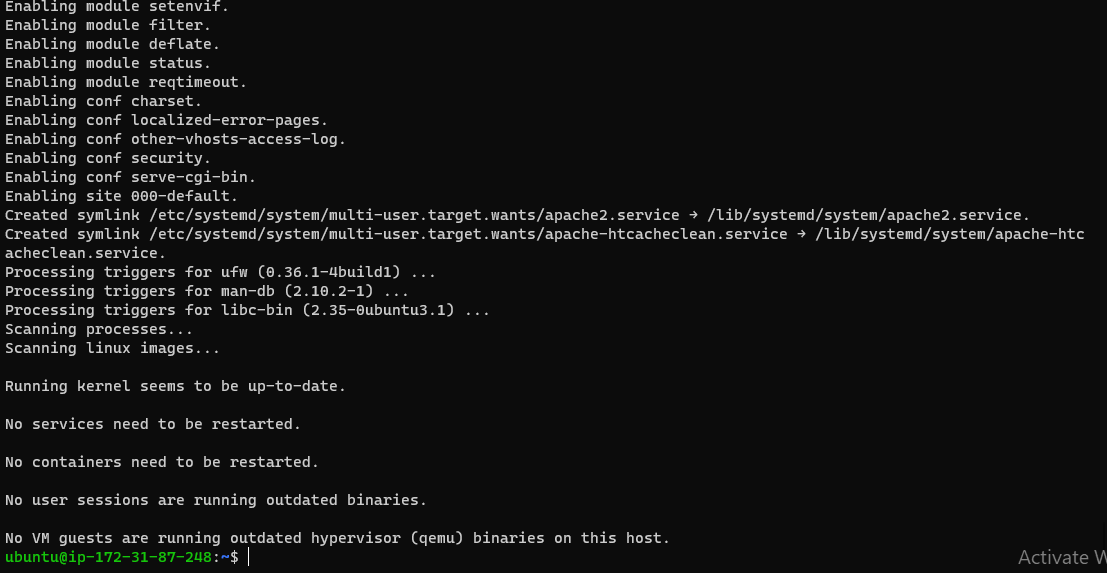 Enabling module setenvif.
Enabling module filter.
Enabling module deflate.
Enabling module status.
Enabling module reqtimeout.
Enabling conf charset.
Enabling conf localized-error-pages.
Enabling conf other-vhosts-access-log.
Enabling conf security.
Enabling conf serve-cgi-bin.
Enabling site 000-default.
Created symlink /etc/systemd/system/multi-user.target.wants/apache2.service → /lib/systemd/system/apache2.service.
Created symlink /etc/systemd/system/multi-user.target.wants/apache-htcacheclean.service → /lib/systemd/system/apache-htc
acheclean.service.
Processing triggers for ufw (0.36.1-4build1) ...
Processing triggers for man-db (2.10.2-1) ...
Processing triggers for libc-bin (2.35-0ubuntu3.1) ...
Scanning processes...
Scanning linux images...
Running kernel seems to be up-to-date.
No services need to be restarted.
No containers need to be restarted.
No user sessions are running outdated binaries.
No VM guests are running outdated hypervisor (qemu) binaries on this host.
ubuntu@ip-172-31-87-248:~$
Activate